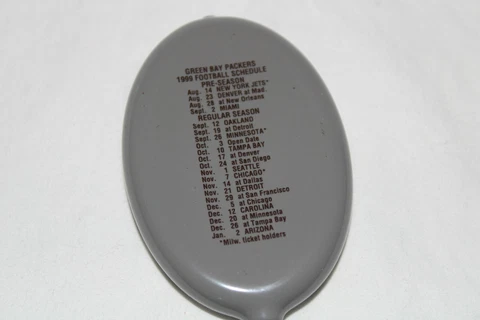 GREEN BAY PACKERS
1999 FOOTBALL SCHEDULE
PRE-SEASON
Aug. 14 NEW YORK JETS*
Aug. 23 DENVER at Mad.
Aug. 28 at New Orleans
Sept. 2 MIAMI
REGULAR SEASON
Sept. 12 OAKLAND
Sept. 19 at Detroit
Sept. 26 MINNESOTA*
Oct. 3 Open Date
Oct. 10 TAMPA BAY
Oct. 17 at Denver
Oct. 24 at San Diego
Nov. 1 SEATTLE
Nov. 7 CHICAGO*
Nov. 14 at Dallas
Nov. 21 DETROIT
Nov. 29 at San Francisco
Dec. 5 at Chicago
Dec. 12 CAROLINA
Dec. 20 at Minnesota
Dec. 26 at Tampa Bay
Jan. 2 ARIZONA
*Milw. ticket holders